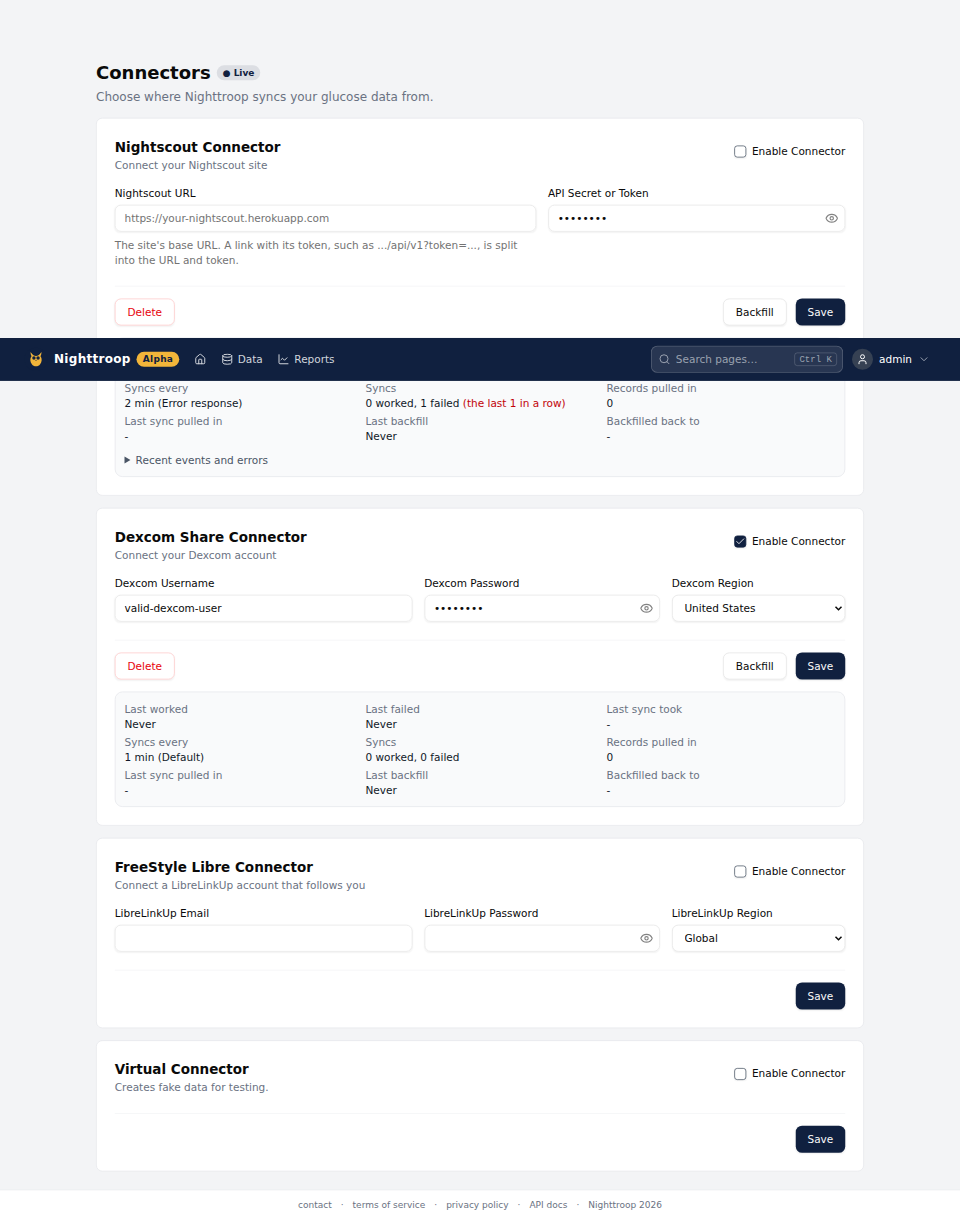 Connectors ● Live
Choose where Nighttroop syncs your glucose data from.
Nightscout Connector
Connect your Nightscout site
Enable Connector
Nightscout URL
API Secret or Token
https://your-nightscout.herokuapp.com
••••••••
The site's base URL. A link with its token, such as .../api/v1?token=..., is split
into the URL and token.
Delete
Backfill
Save
Nighttroop Alpha
Data
Reports
Search pages...
Ctrl K
admin
Syncs every
Syncs
Records pulled in
2 min (Error response)
0 worked, 1 failed (the last 1 in a row)
0
Last sync pulled in
Last backfill
Backfilled back to
-
Never
-
Recent events and errors
Dexcom Share Connector
Connect your Dexcom account
Enable Connector
Dexcom Username
Dexcom Password
Dexcom Region
valid-dexcom-user
••••••••
United States
Delete
Backfill
Save
Last worked
Last failed
Last sync took
Never
Never
-
Syncs every
Syncs
Records pulled in
1 min (Default)
0 worked, 0 failed
0
Last sync pulled in
Last backfill
Backfilled back to
-
Never
-
FreeStyle Libre Connector
Connect a LibreLinkUp account that follows you
Enable Connector
LibreLinkUp Email
LibreLinkUp Password
LibreLinkUp Region
Global
Save
Virtual Connector
Creates fake data for testing.
Enable Connector
Save
contact · terms of service · privacy policy · API docs · Nighttroop 2026